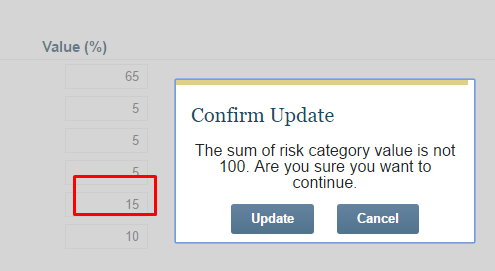 Value (%)
65
5
5
5
15
10
Confirm Update
The sum of risk category value is not
100. Are you sure you want to
continue.
Update
Cancel